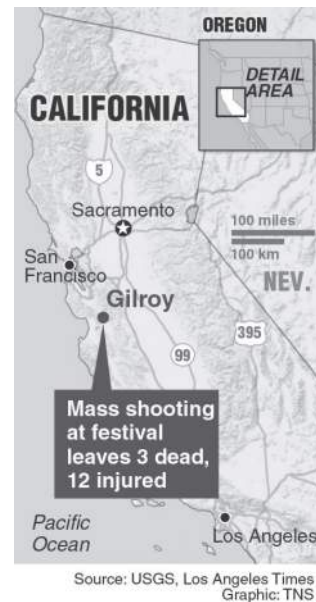 OREGON
DETAIL
AREA
CALIFORNIA
5
Sacramento
100 miles
100 km
San
Francisco
NEV.
Gilroy
395
99
Mass shooting
at festival
leaves 3 dead,
12 injured
Pacific
Ocean
Los Angeles
Source: USGS, Los Angeles Times
Graphic: TNS